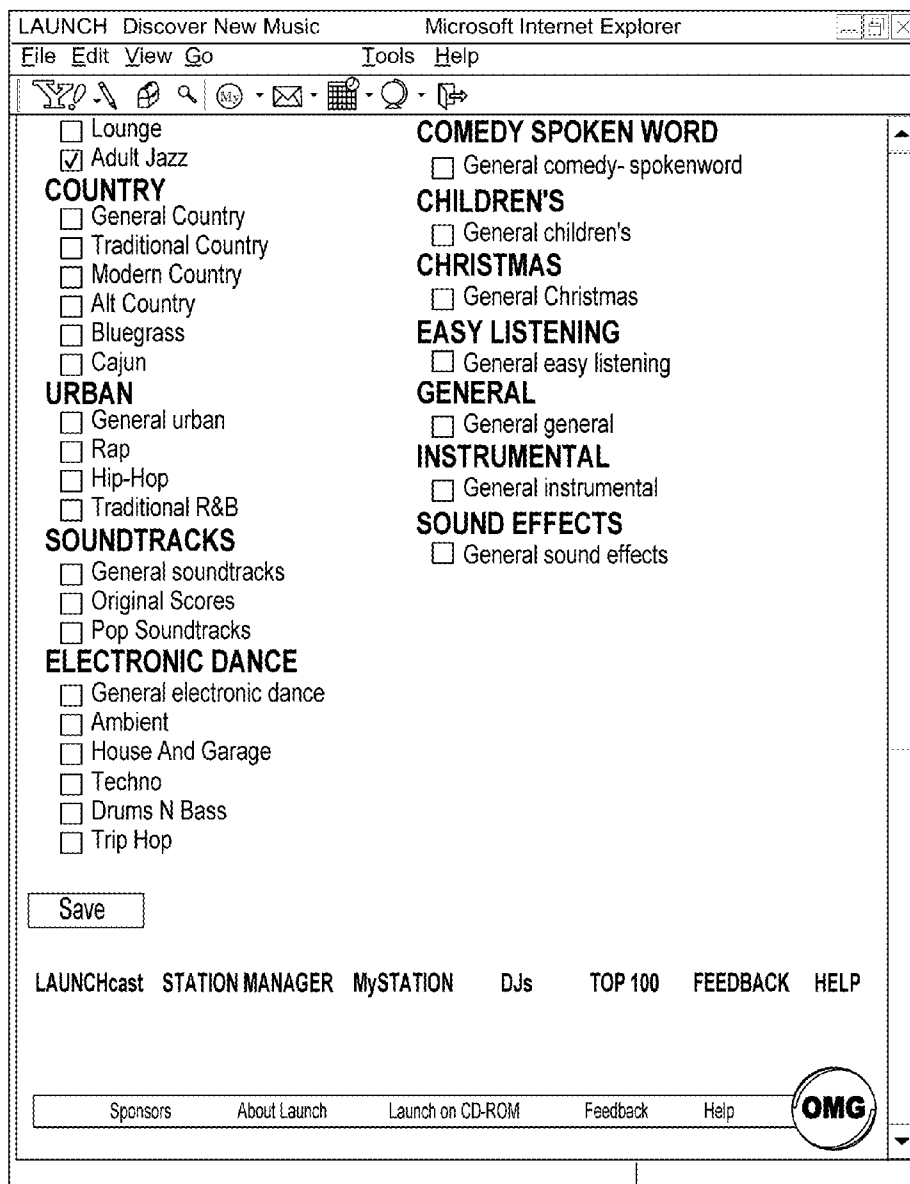 LAUNCH Discover New Music Microsoft Internet Explorer
File Edit View Go Tools Help
Y! My
Lounge
Adult Jazz
COUNTRY
General Country
Traditional Country
Modern Country
Alt Country
Bluegrass
Cajun
URBAN
General urban
Rap
Hip-Hop
Traditional R&B
SOUNDTRACKS
General soundtracks
Original Scores
Pop Soundtracks
ELECTRONIC DANCE
General electronic dance
Ambient
House And Garage
Techno
Drums N Bass
Trip Hop
COMEDY SPOKEN WORD
General comedy- spokenword
CHILDREN'S
General children's
CHRISTMAS
General Christmas
EASY LISTENING
General easy listening
GENERAL
General general
INSTRUMENTAL
General instrumental
SOUND EFFECTS
General sound effects
Save
LAUNCHcast STATION MANAGER MySTATION DJs TOP 100 FEEDBACK HELP
Sponsors About Launch Launch on CD-ROM Feedback Help OMG